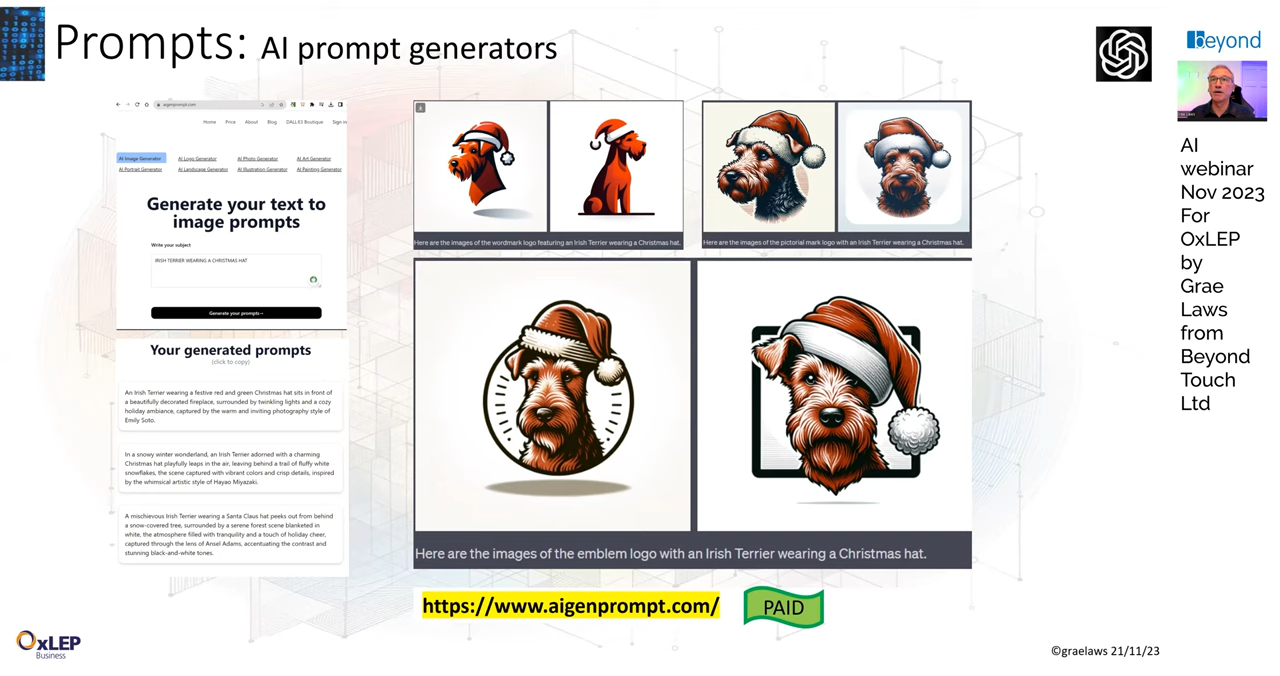 Prompts: AI prompt generators
beyond
AI
webinar
Nov 2023
For
OxLEP
by
Grae
Laws
from
Beyond
Touch
Ltd
aigenprompt.com
Home Price About Blog DALL·E3 Boutique Sign in
AI Image Generator AI Logo Generator AI Photo Generator AI Art Generator
AI Portrait Generator AI Landscape Generator AI Illustration Generator AI Painting Generator
Generate your text to
image prompts
Write your subject
IRISH TERRIER WEARING A CHRISTMAS HAT
Generate your prompts→
Your generated prompts
(click to copy)
An Irish Terrier wearing a festive red and green Christmas hat sits in front of
a beautifully decorated fireplace, surrounded by twinkling lights and a cozy
holiday ambiance, captured by the warm and inviting photography style of
Emily Soto.
In a snowy winter wonderland, an Irish Terrier adorned with a charming
Christmas hat playfully leaps in the air, leaving behind a trail of fluffy white
snowflakes, the scene captured with vibrant colors and crisp details, inspired
by the whimsical artistic style of Hayao Miyazaki.
A mischievous Irish Terrier wearing a Santa Claus hat peeks out from behind
a snow-covered tree, surrounded by a serene forest scene blanketed in
white, the atmosphere filled with tranquility and a touch of holiday cheer,
captured through the lens of Ansel Adams, accentuating the contrast and
stunning black-and-white tones.
Here are the images of the wordmark logo featuring an Irish Terrier wearing a Christmas hat.
Here are the images of the pictorial mark logo with an Irish Terrier wearing a Christmas hat.
Here are the images of the emblem logo with an Irish Terrier wearing a Christmas hat.
https://www.aigenprompt.com/
PAID
OxLEP
Business
©graelaws 21/11/23